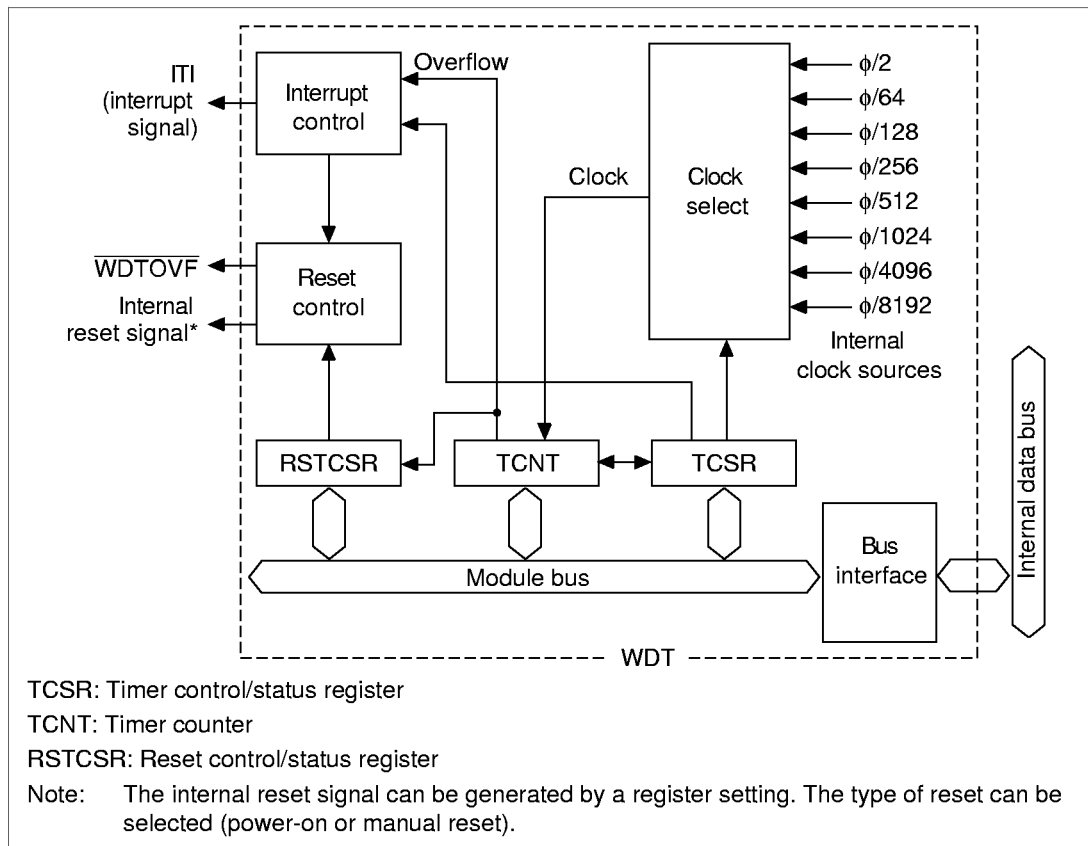 ITI
(interrupt
signal)
Interrupt
control
Overflow
Clock
Clock
select
ϕ/2
ϕ/64
ϕ/128
ϕ/256
ϕ/512
ϕ/1024
ϕ/4096
ϕ/8192
Internal
clock sources
WDTOVF
Internal
reset signal*
Reset
control
RSTCSR
TCNT
TCSR
Module bus
Bus
interface
Internal data bus
WDT
TCSR: Timer control/status register
TCNT: Timer counter
RSTCSR: Reset control/status register
Note: The internal reset signal can be generated by a register setting. The type of reset can be
selected (power-on or manual reset).